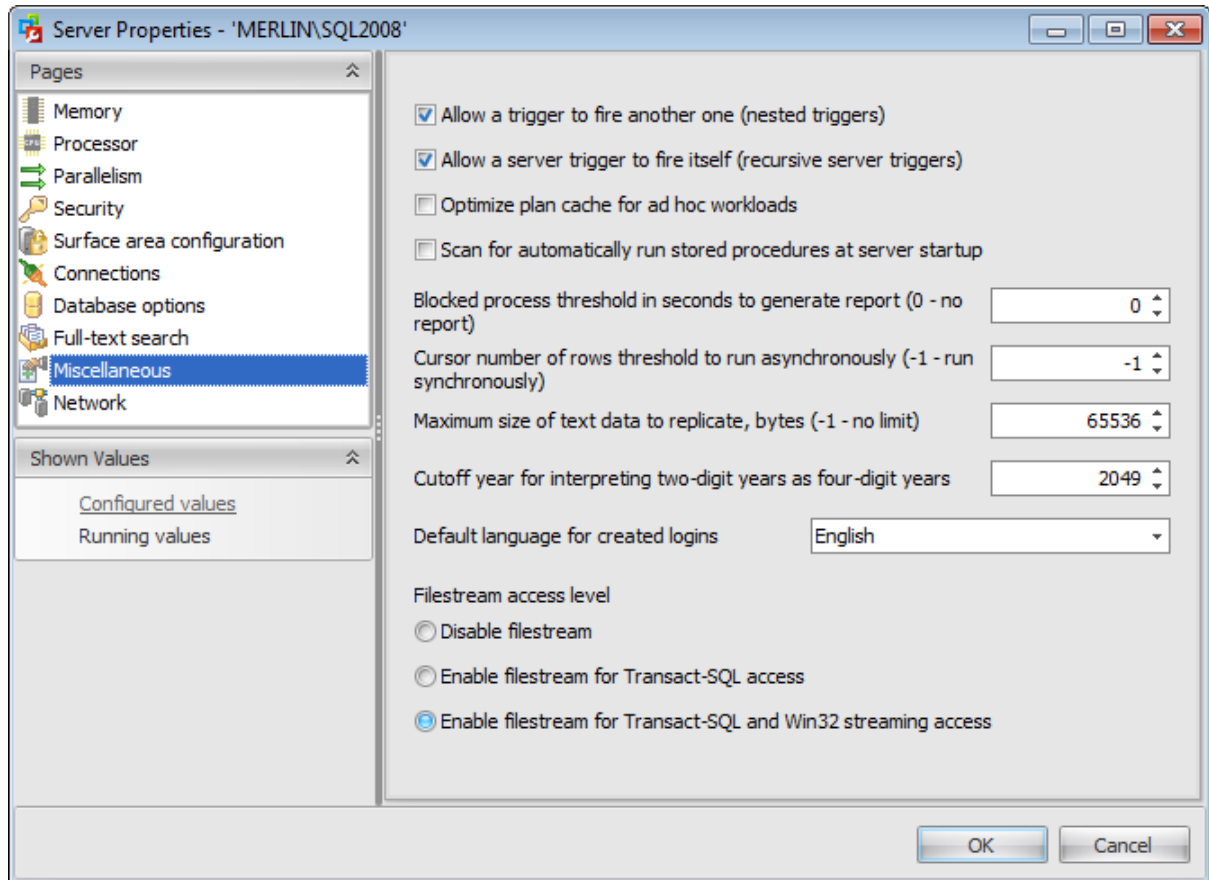 Server Properties - 'MERLIN\SQL2008'
Pages
Memory
Processor
Parallelism
Security
Surface area configuration
Connections
Database options
Full-text search
Miscellaneous
Network
Shown Values
Configured values
Running values
Allow a trigger to fire another one (nested triggers)
Allow a server trigger to fire itself (recursive server triggers)
Optimize plan cache for ad hoc workloads
Scan for automatically run stored procedures at server startup
Blocked process threshold in seconds to generate report (0 - no
report)
0
Cursor number of rows threshold to run asynchronously (-1 - run
synchronously)
-1
Maximum size of text data to replicate, bytes (-1 - no limit)
65536
Cutoff year for interpreting two-digit years as four-digit years
2049
Default language for created logins
English
Filestream access level
Disable filestream
Enable filestream for Transact-SQL access
Enable filestream for Transact-SQL and Win32 streaming access
OK
Cancel